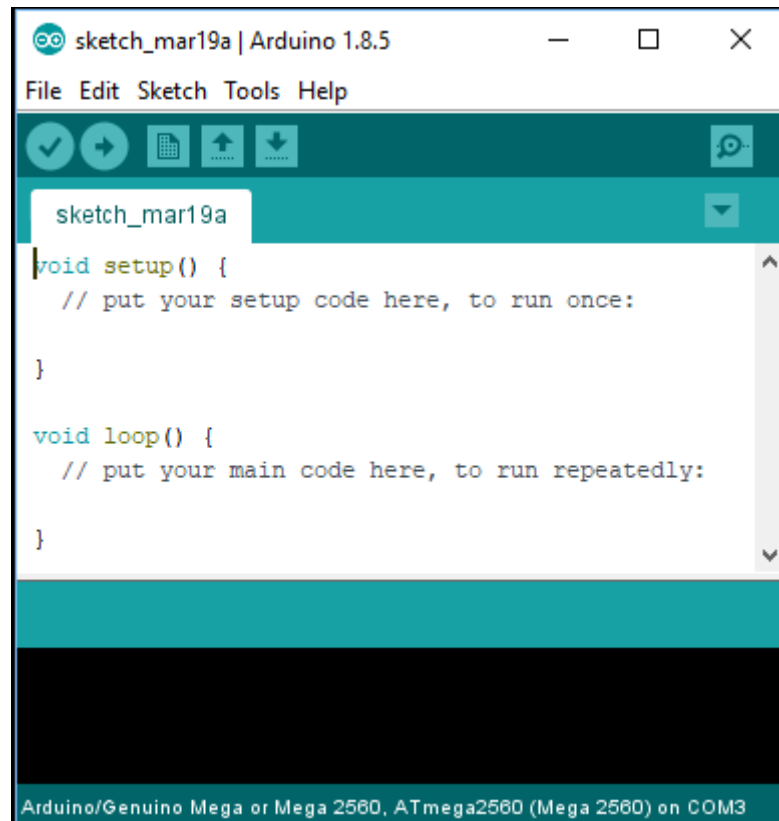 sketch_mar19a | Arduino 1.8.5
File Edit Sketch Tools Help
sketch_mar19a
void setup() {
  // put your setup code here, to run once:
}
void loop() {
  // put your main code here, to run repeatedly:
}
Arduino/Genuino Mega or Mega 2560, ATmega2560 (Mega 2560) on COM3